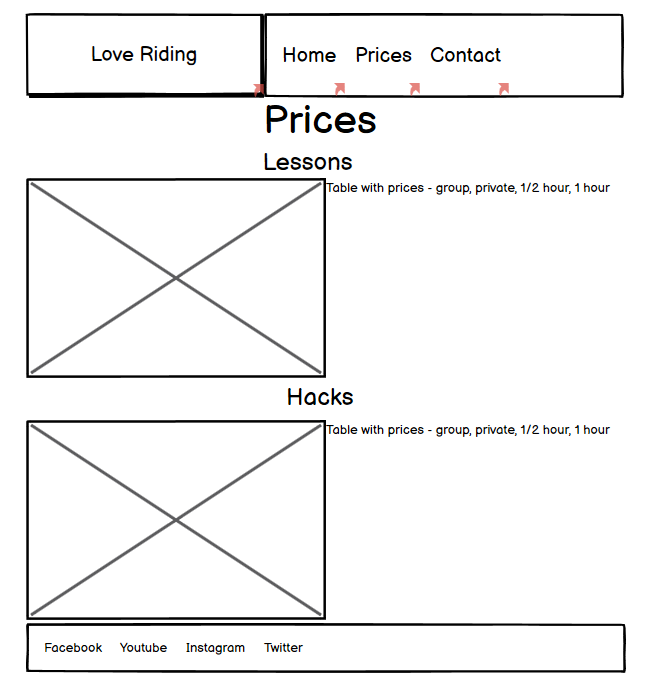 Love Riding
Home Prices Contact
Prices
Lessons
Table with prices - group, private, 1/2 hour, 1 hour
Hacks
Table with prices - group, private, 1/2 hour, 1 hour
Facebook Youtube Instagram Twitter